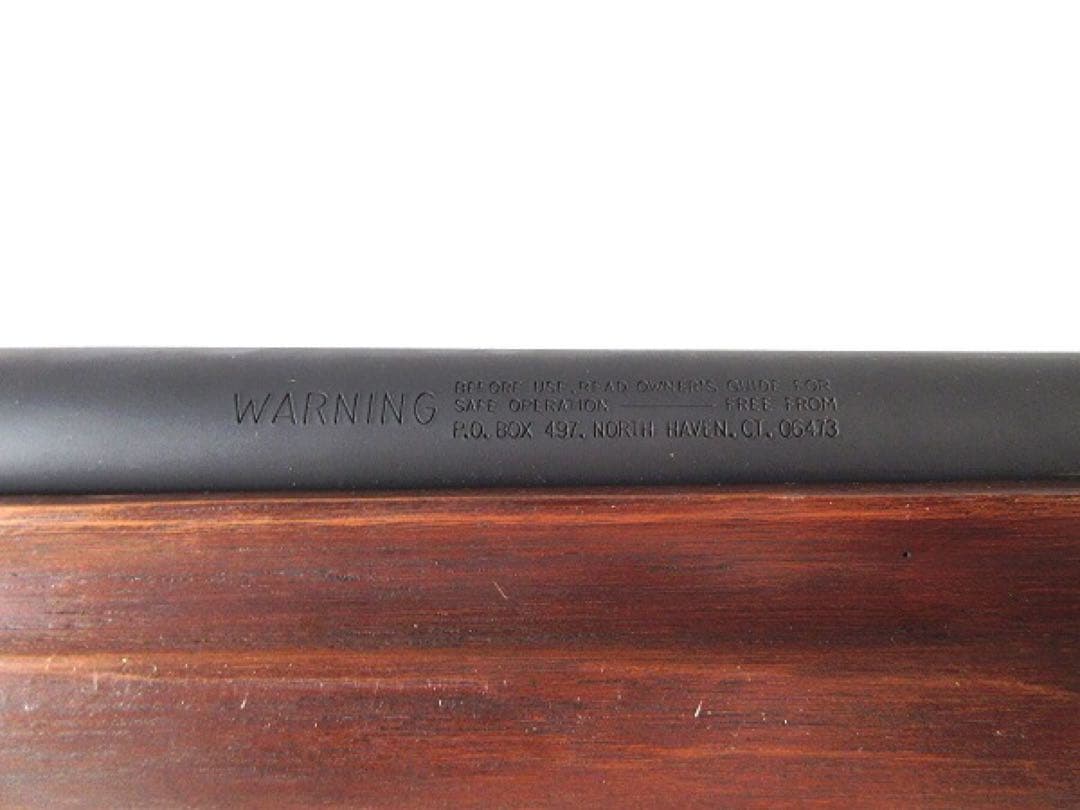 WARNING
BEFORE USE, READ OWNER'S GUIDE FOR
SAFE OPERATION ———— FREE FROM
P.O. BOX 497, NORTH HAVEN, CT., 06473